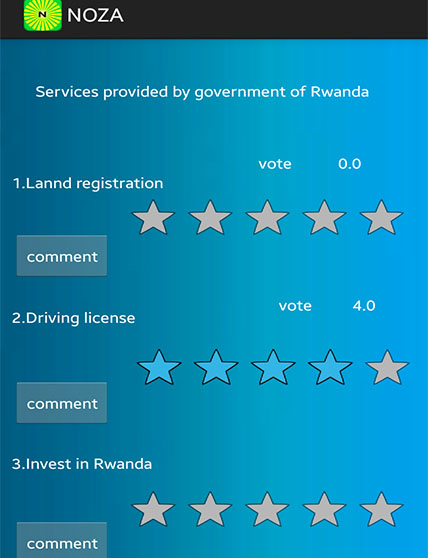 N NOZA
Services provided by government of Rwanda
vote 0.0
1.Lannd registration
comment
vote 4.0
2.Driving license
comment
3.Invest in Rwanda
comment